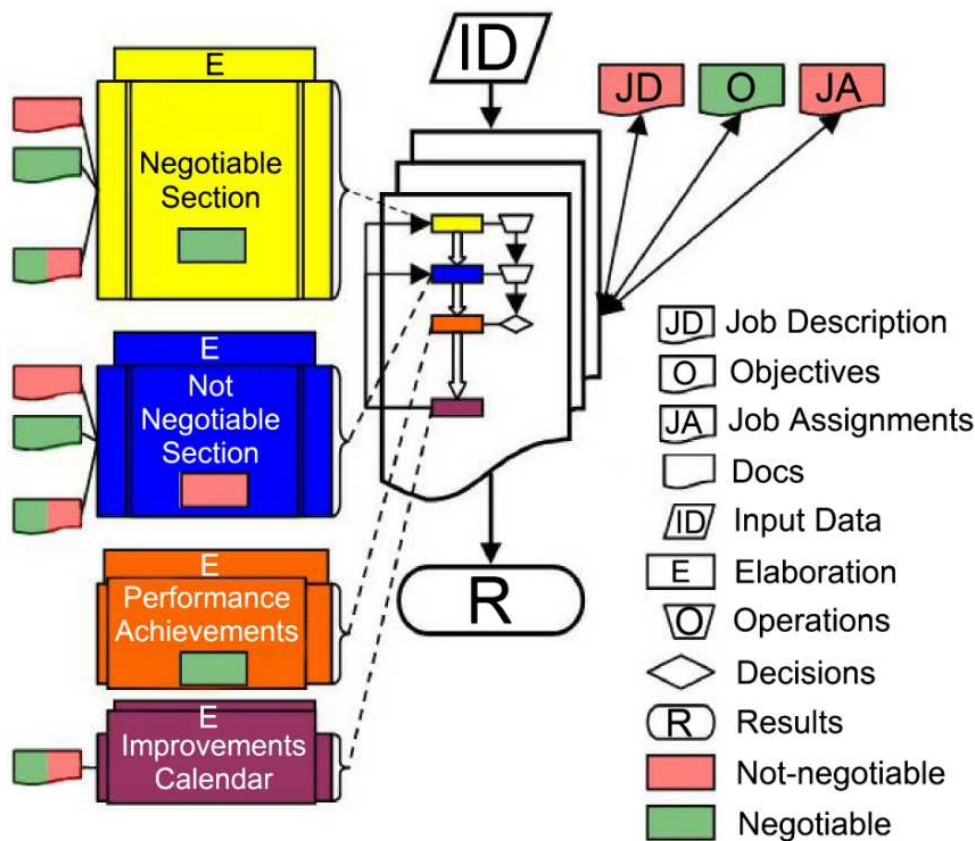 ID
E
JD O JA
Negotiable
Section
E
Not
Negotiable
Section
E
Performance
Achievements
E
Improvements
Calendar
R
JD Job Description
O Objectives
JA Job Assignments
Docs
ID Input Data
E Elaboration
O Operations
Decisions
R Results
Not-negotiable
Negotiable